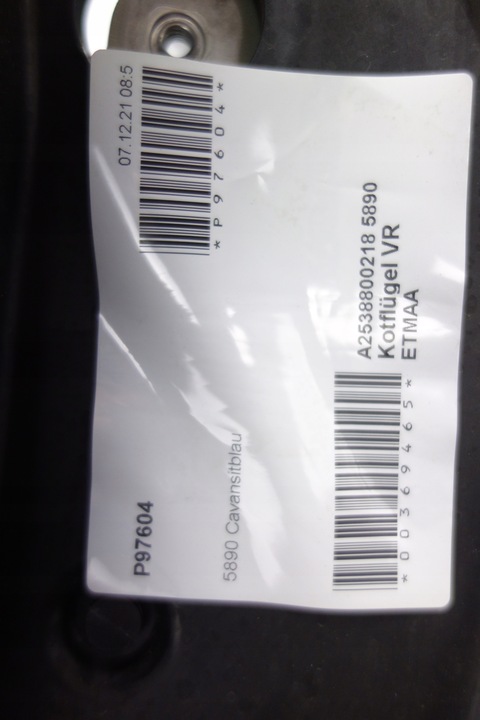 07.12.21 08:5
*P97604*
P97604
5890 Cavansitblau
A2538800218 5890
Kotflügel VR
ETMAA
*00369465*